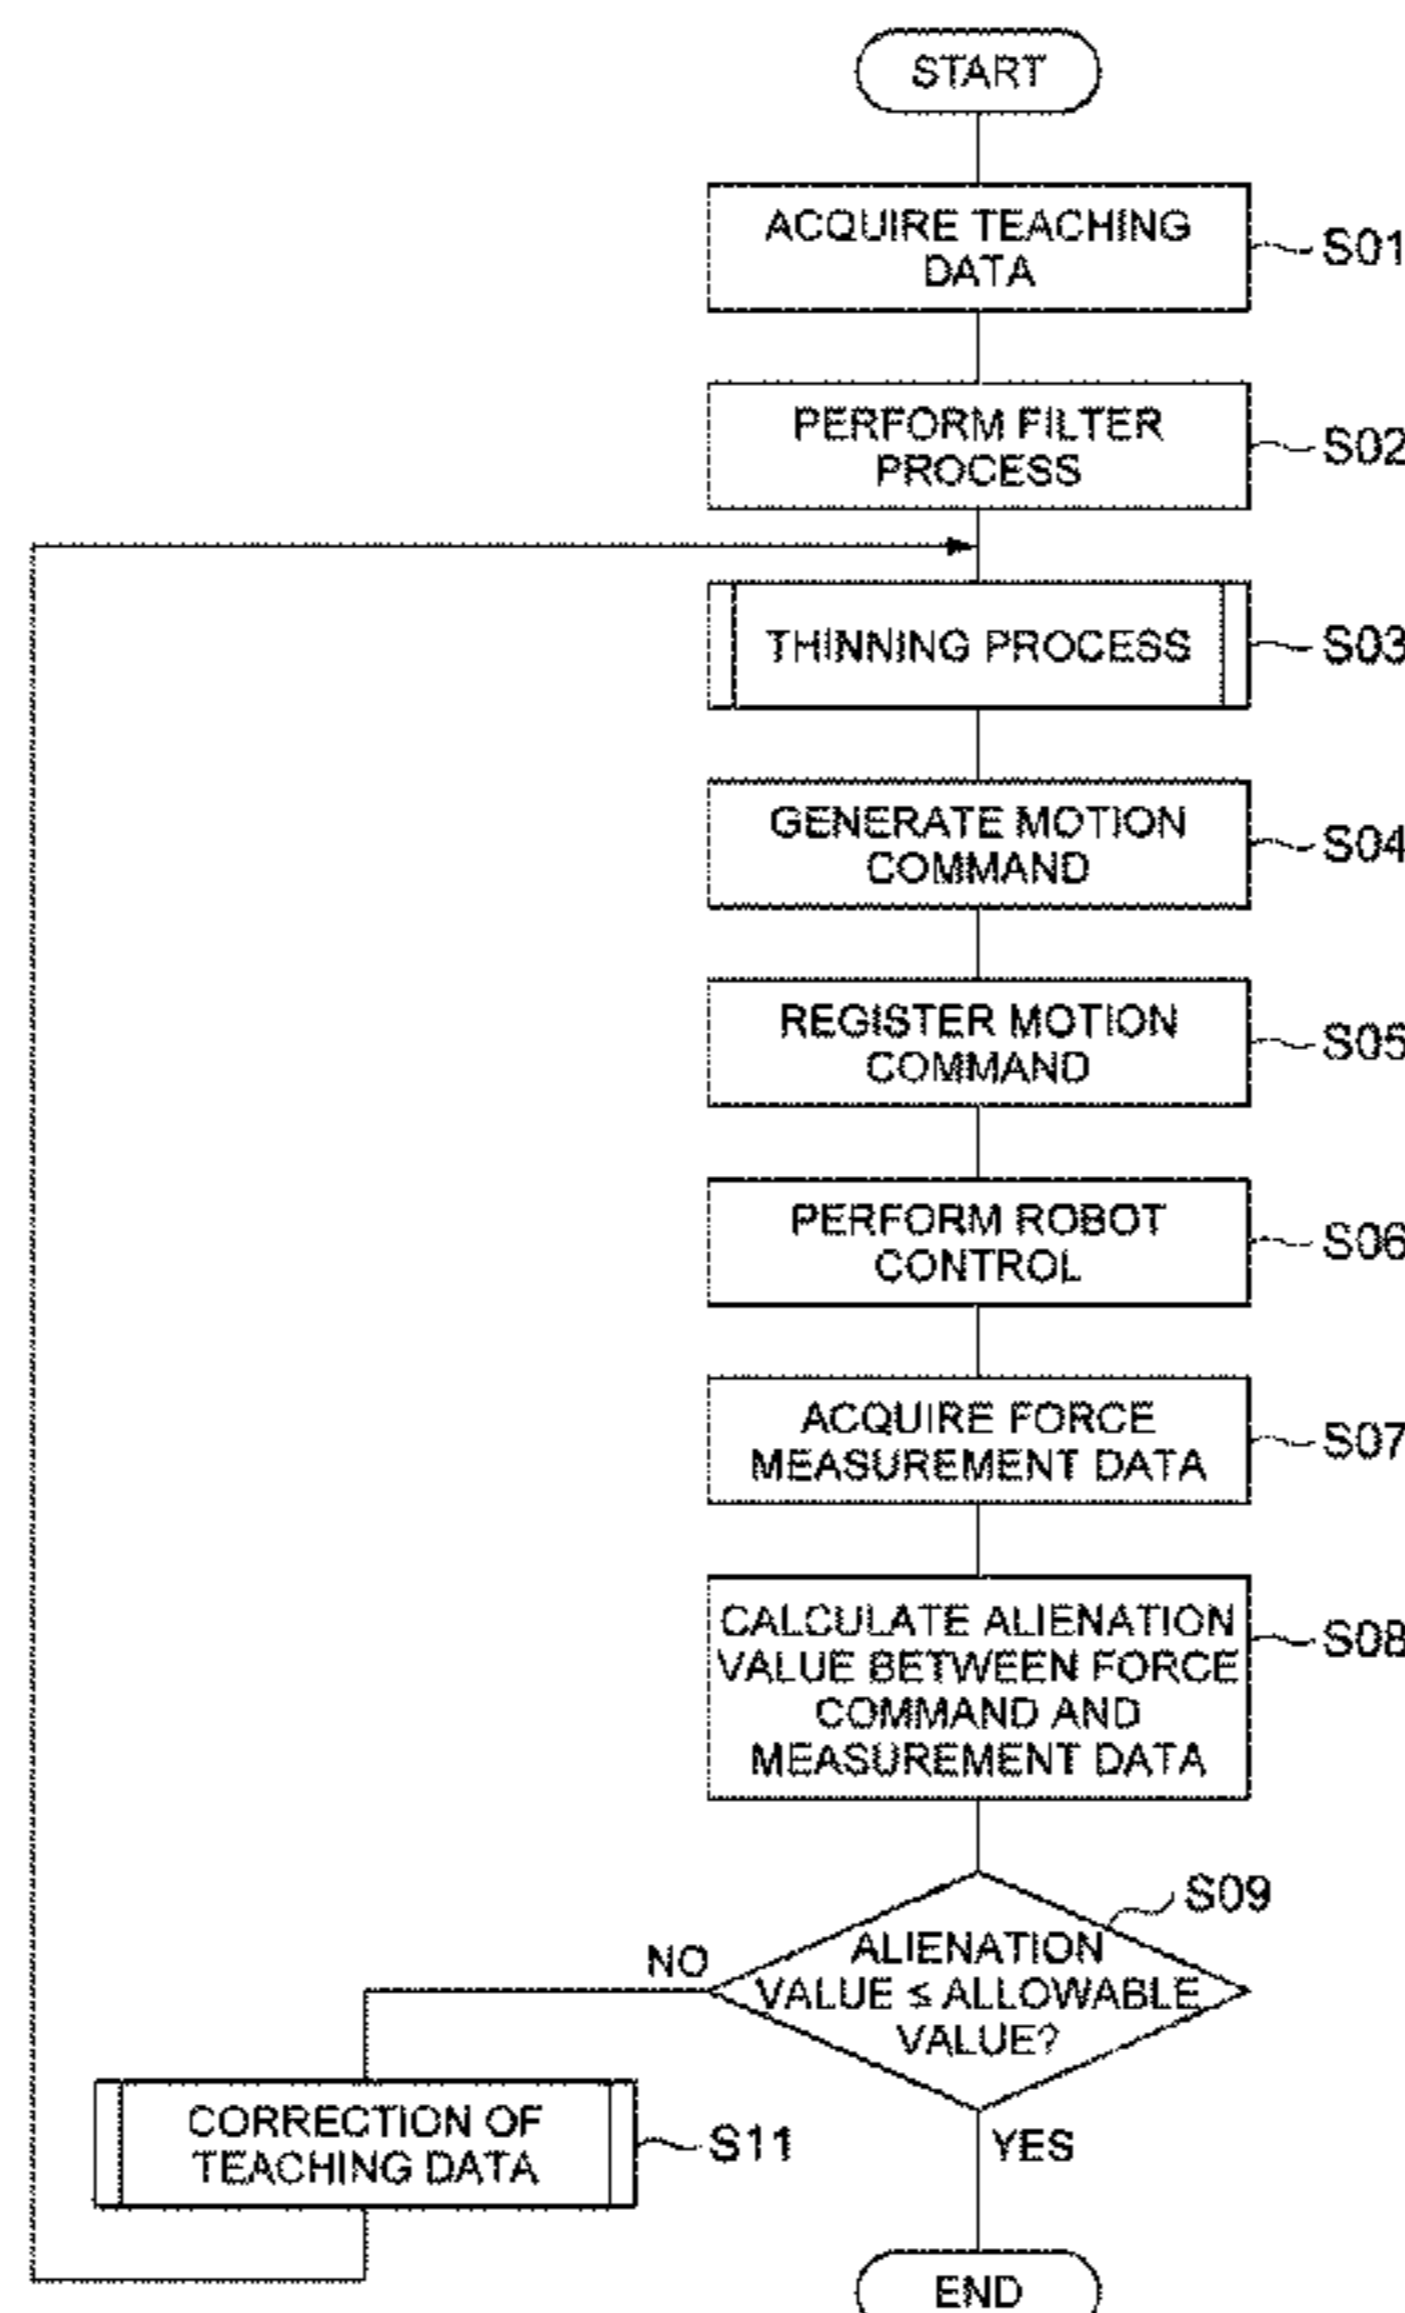 START
ACQUIRE TEACHING
DATA
S01
PERFORM FILTER
PROCESS
S02
THINNING PROCESS
S03
GENERATE MOTION
COMMAND
S04
REGISTER MOTION
COMMAND
S05
PERFORM ROBOT
CONTROL
S06
ACQUIRE FORCE
MEASUREMENT DATA
S07
CALCULATE ALIENATION
VALUE BETWEEN FORCE
COMMAND AND
MEASUREMENT DATA
S08
S09
ALIENATION
VALUE ≤ ALLOWABLE
VALUE?
NO
YES
CORRECTION OF
TEACHING DATA
S11
END